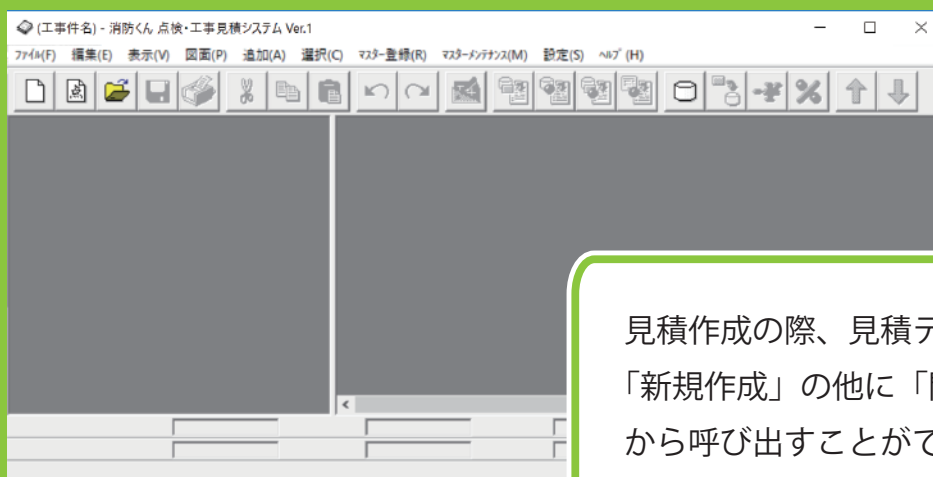 (工事件名) - 消防くん 点検・工事見積システム Ver.1
ファイル(F) 編集(E) 表示(V) 図面(P) 追加(A) 選択(C) マスター登録(R) マスターメンテナンス(M) 設定(S) ヘルプ(H)
点
見積作成の際、見積テ
「新規作成」の他に「
から呼び出すことがで